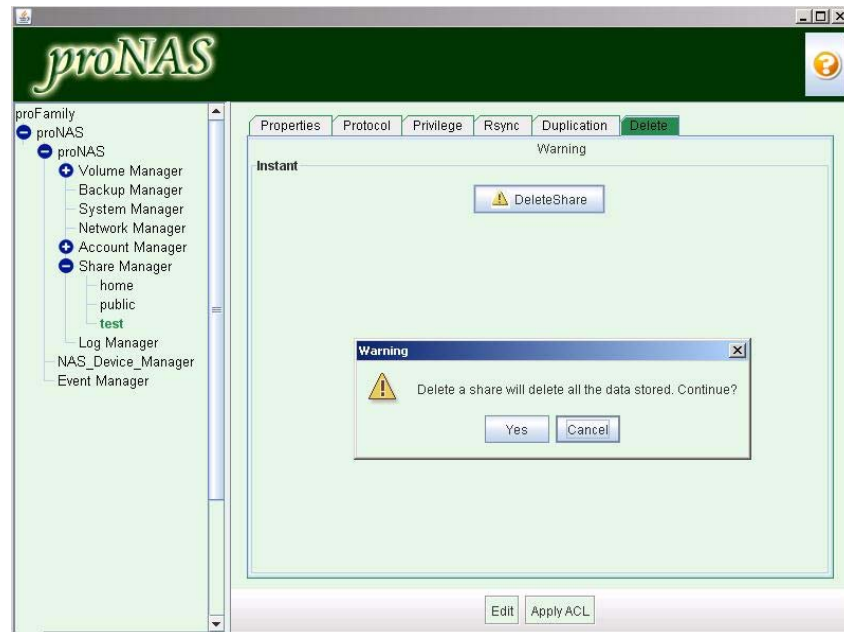 proNAS
proFamily
proNAS
proNAS
Volume Manager
Backup Manager
System Manager
Network Manager
Account Manager
Share Manager
home
public
test
Log Manager
NAS_Device_Manager
Event Manager
Properties Protocol Privilege Rsync Duplication Delete
Warning
Instant
DeleteShare
Warning
Delete a share will delete all the data stored. Continue?
Yes Cancel
Edit Apply ACL